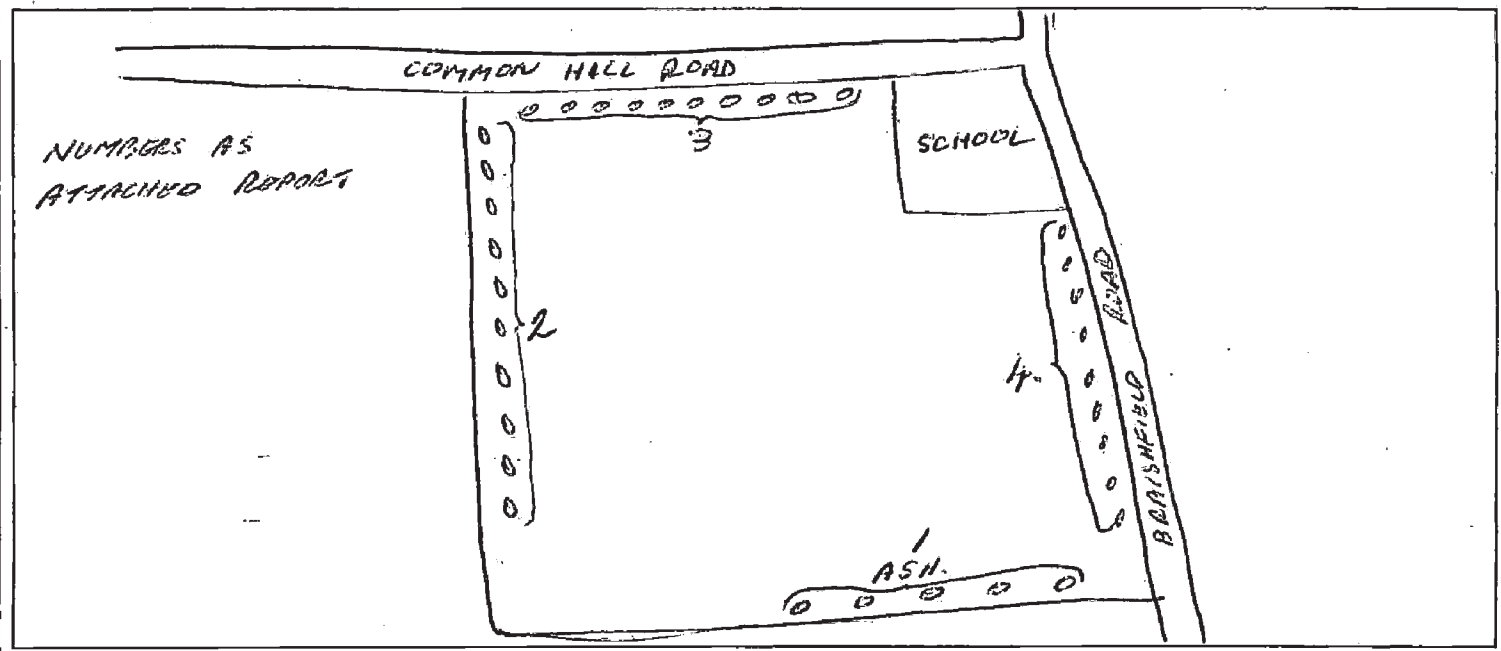 COMMON HILL ROAD
3
SCHOOL
NUMBERS AS
ATTACHED REPORT
2
4.
BRAISHFIELD ROAD
1
ASH.